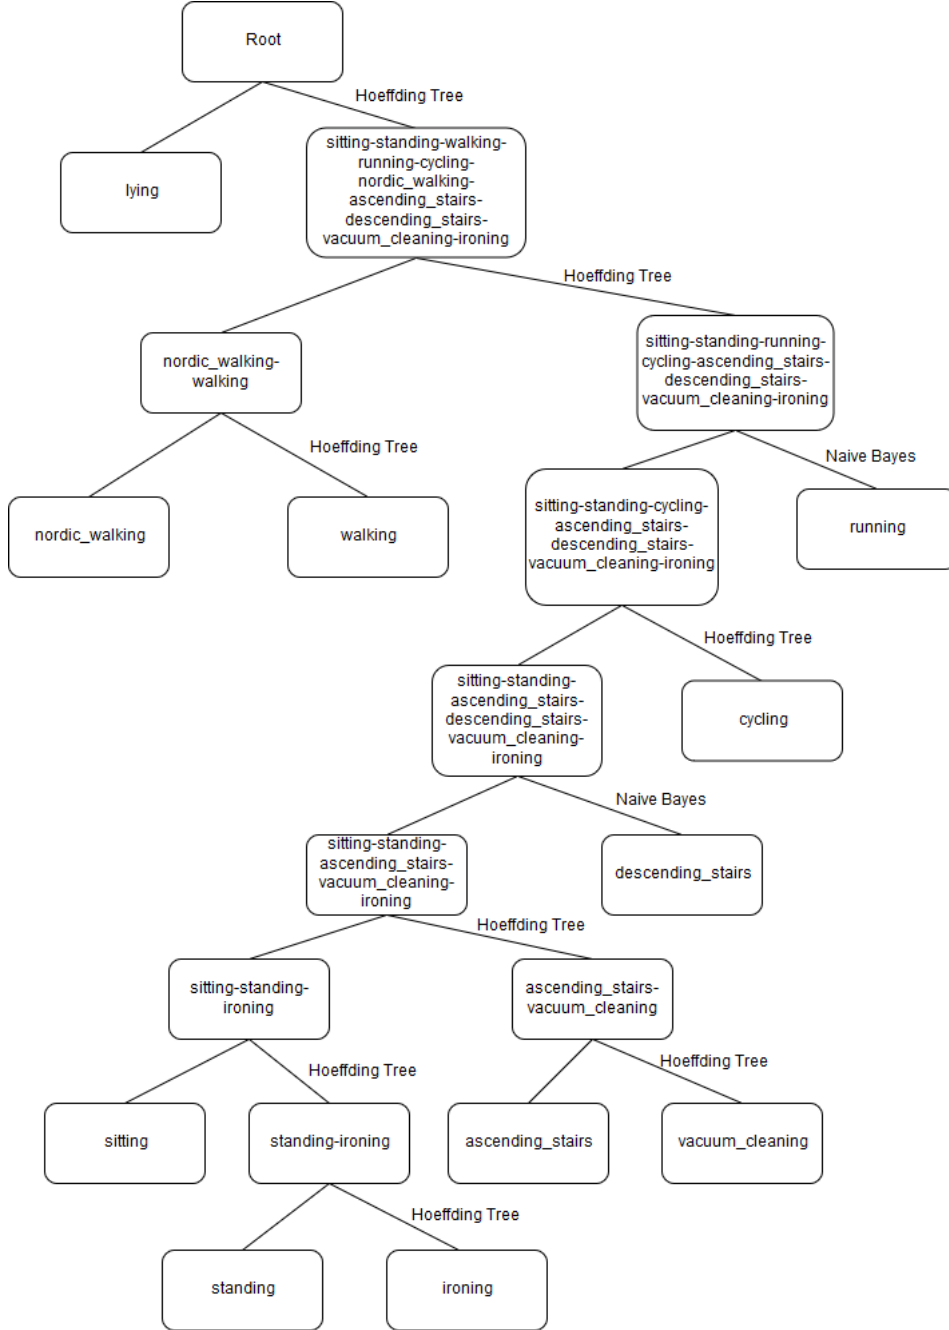 Root
Hoeffding Tree
lying
sitting-standing-walking-
running-cycling-
nordic_walking-
ascending_stairs-
descending_stairs-
vacuum_cleaning-ironing
Hoeffding Tree
nordic_walking-
walking
sitting-standing-running-
cycling-ascending_stairs-
descending_stairs-
vacuum_cleaning-ironing
Hoeffding Tree
Naive Bayes
nordic_walking
walking
sitting-standing-cycling-
ascending_stairs-
descending_stairs-
vacuum_cleaning-ironing
running
Hoeffding Tree
sitting-standing-
ascending_stairs-
descending_stairs-
vacuum_cleaning-
ironing
cycling
Naive Bayes
sitting-standing-
ascending_stairs-
vacuum_cleaning-
ironing
descending_stairs
Hoeffding Tree
sitting-standing-
ironing
ascending_stairs-
vacuum_cleaning
Hoeffding Tree
Hoeffding Tree
sitting
standing-ironing
ascending_stairs
vacuum_cleaning
Hoeffding Tree
standing
ironing